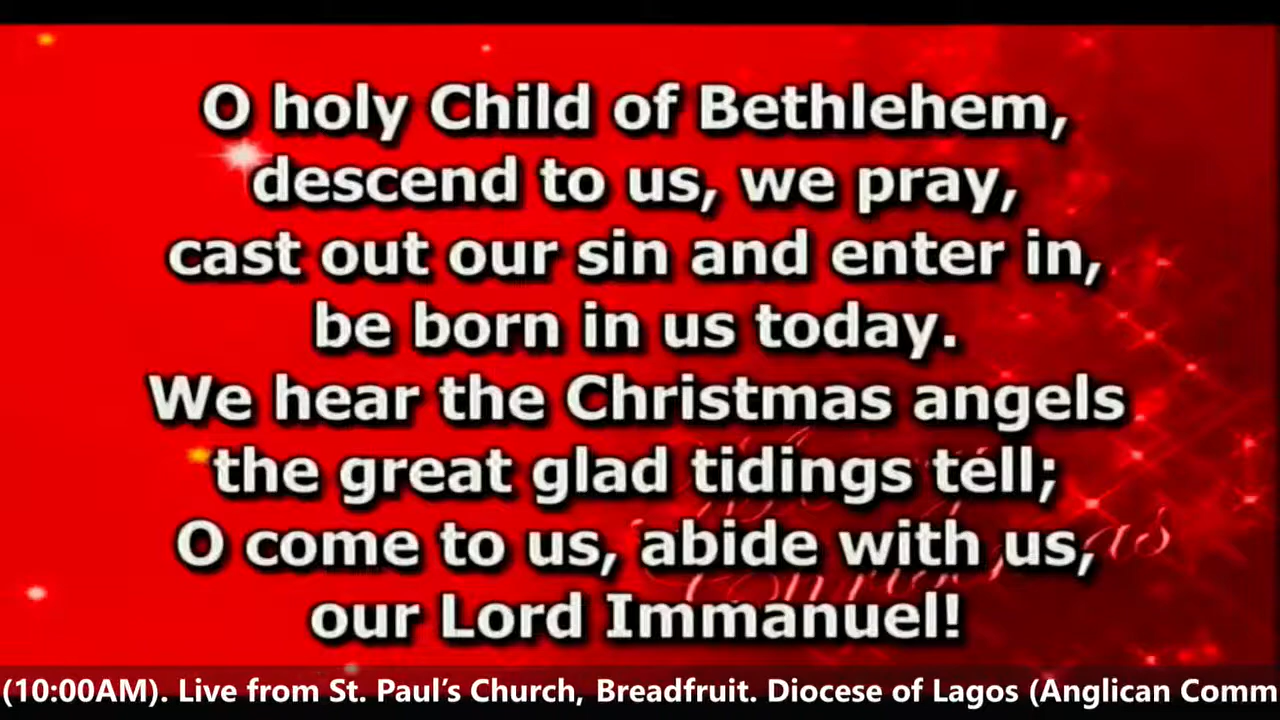 O holy Child of Bethlehem,
descend to us, we pray,
cast out our sin and enter in,
be born in us today.
We hear the Christmas angels
the great glad tidings tell;
O come to us, abide with us,
our Lord Immanuel!
(10:00AM). Live from St. Paul’s Church, Breadfruit. Diocese of Lagos (Anglican Comm